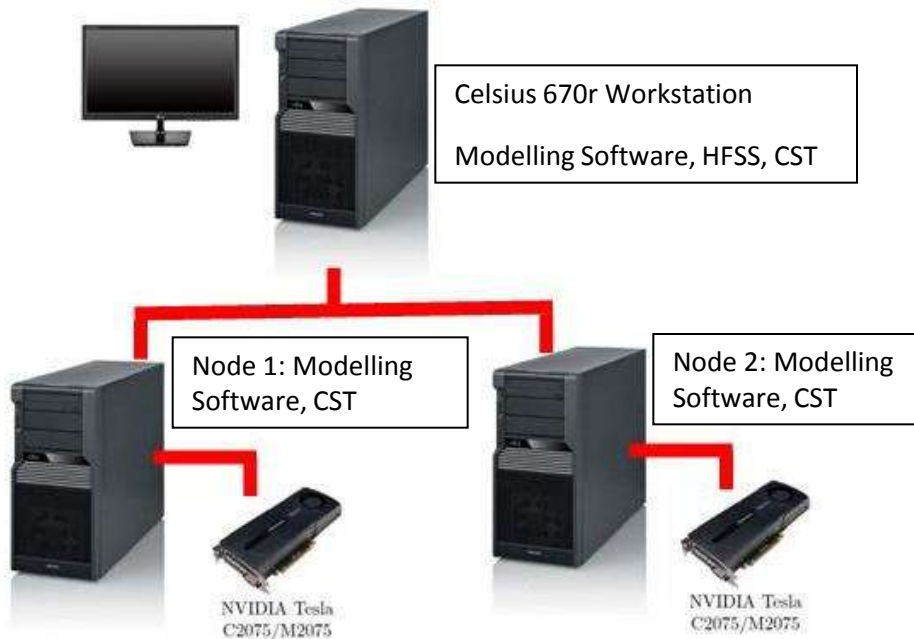 Celsius 670r Workstation
Modelling Software, HFSS, CST
Node 1: Modelling
Software, CST
Node 2: Modelling
Software, CST
NVIDIA Tesla
C2075/M2075
NVIDIA Tesla
C2075/M2075